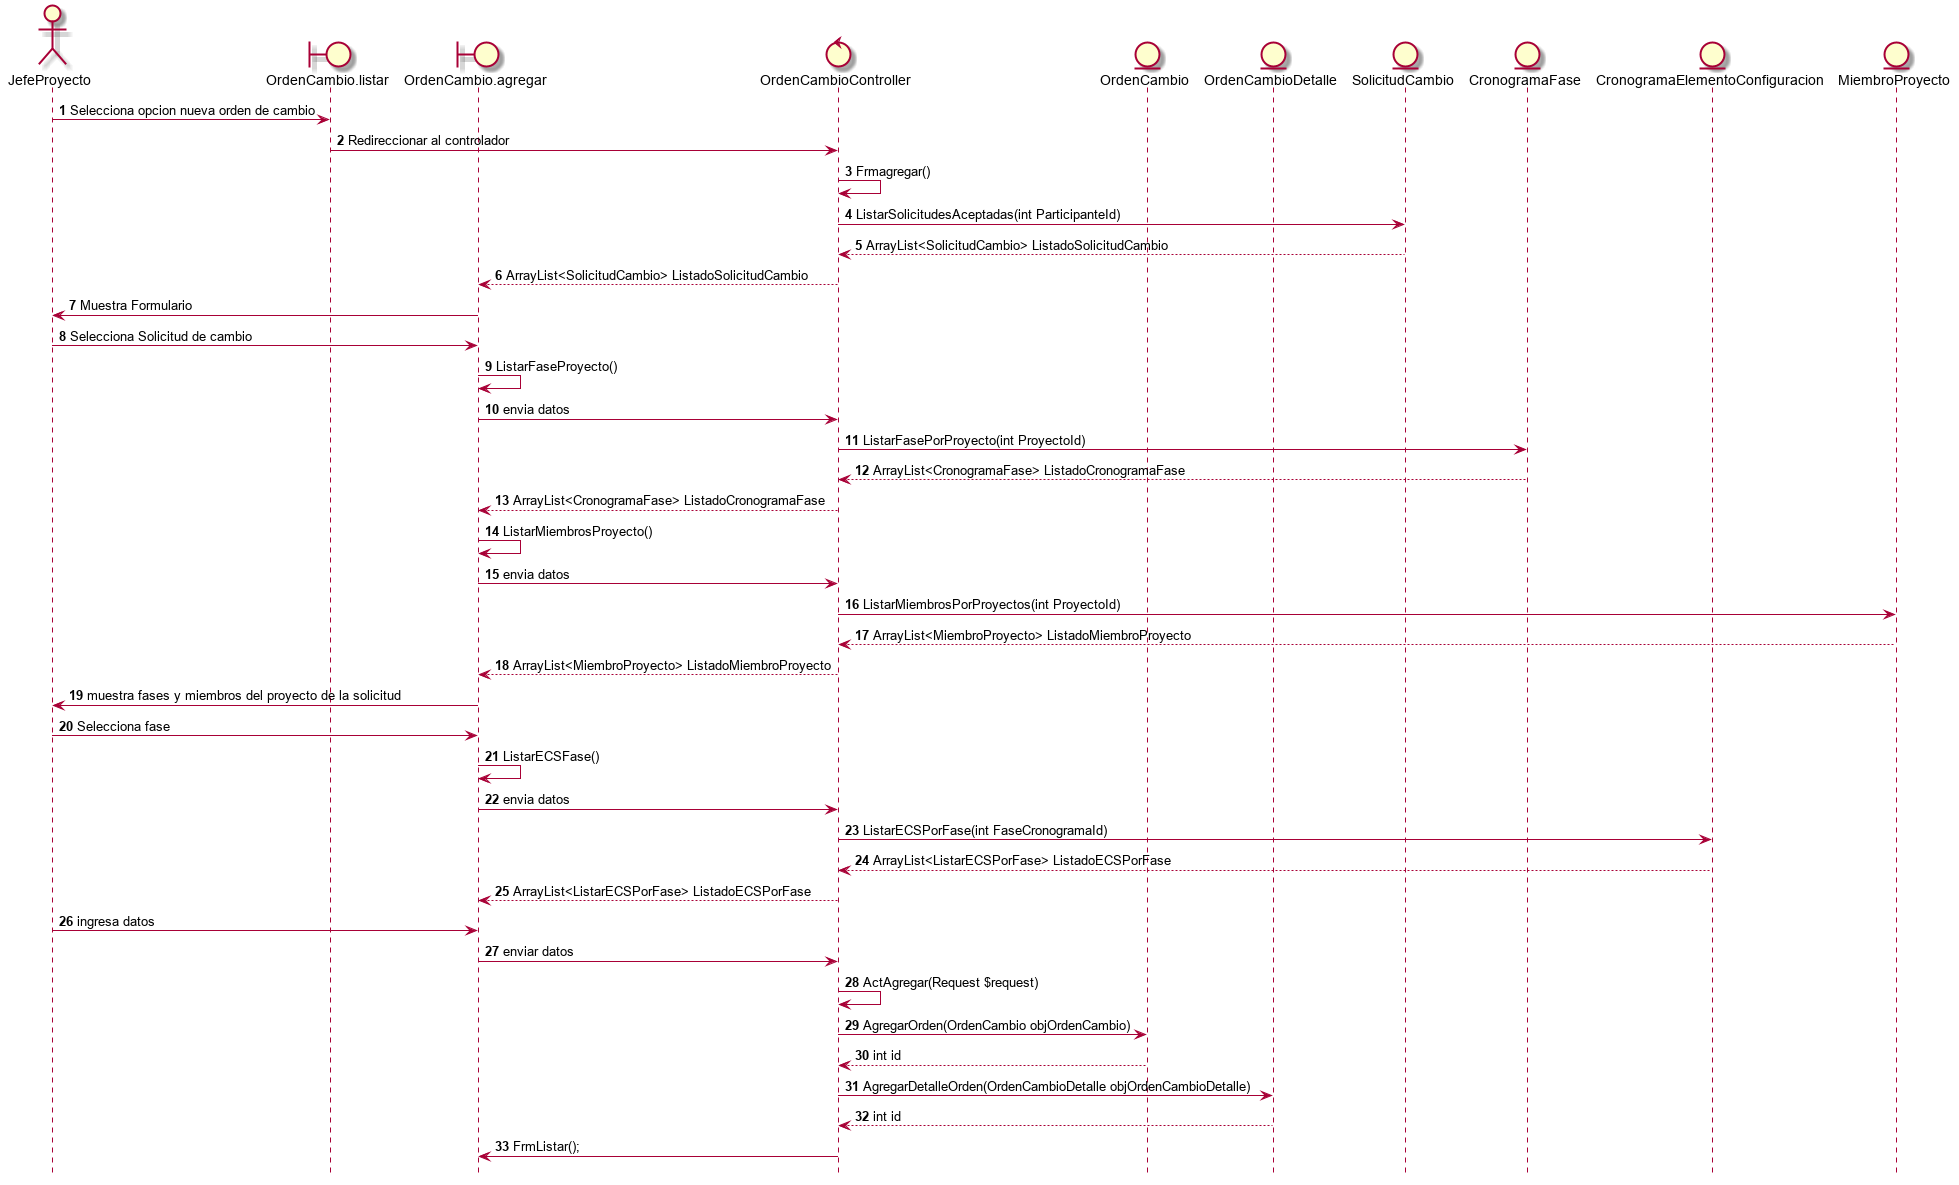 JefeProyecto
OrdenCambio.listar
OrdenCambio.agregar
OrdenCambioController
OrdenCambio
OrdenCambioDetalle
SolicitudCambio
CronogramaFase
CronogramaElementoConfiguracion
MiembroProyecto
1 Selecciona opcion nueva orden de cambio
2 Redireccionar al controlador
3 Frmagregar()
4 ListarSolicitudesAceptadas(int ParticipanteId)
5 ArrayList<SolicitudCambio> ListadoSolicitudCambio
6 ArrayList<SolicitudCambio> ListadoSolicitudCambio
7 Muestra Formulario
8 Selecciona Solicitud de cambio
9 ListarFaseProyecto()
10 envia datos
11 ListarFasePorProyecto(int ProyectoId)
12 ArrayList<CronogramaFase> ListadoCronogramaFase
13 ArrayList<CronogramaFase> ListadoCronogramaFase
14 ListarMiembrosProyecto()
15 envia datos
16 ListarMiembrosPorProyectos(int ProyectoId)
17 ArrayList<MiembroProyecto> ListadoMiembroProyecto
18 ArrayList<MiembroProyecto> ListadoMiembroProyecto
19 muestra fases y miembros del proyecto de la solicitud
20 Selecciona fase
21 ListarECSFase()
22 envia datos
23 ListarECSPorFase(int FaseCronogramaId)
24 ArrayList<ListarECSPorFase> ListadoECSPorFase
25 ArrayList<ListarECSPorFase> ListadoECSPorFase
26 ingresa datos
27 enviar datos
28 ActAgregar(Request $request)
29 AgregarOrden(OrdenCambio objOrdenCambio)
30 int id
31 AgregarDetalleOrden(OrdenCambioDetalle objOrdenCambioDetalle)
32 int id
33 FrmListar();